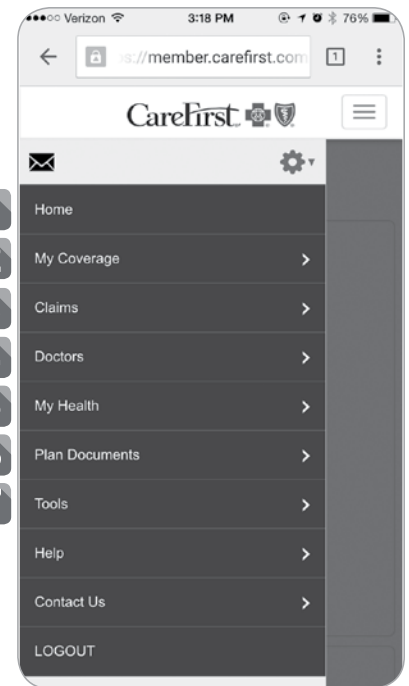 Verizon 3:18 PM 76%
s://member.carefirst.com 1
CareFirst
Home
My Coverage
Claims
Doctors
My Health
Plan Documents
Tools
Help
Contact Us
LOGOUT